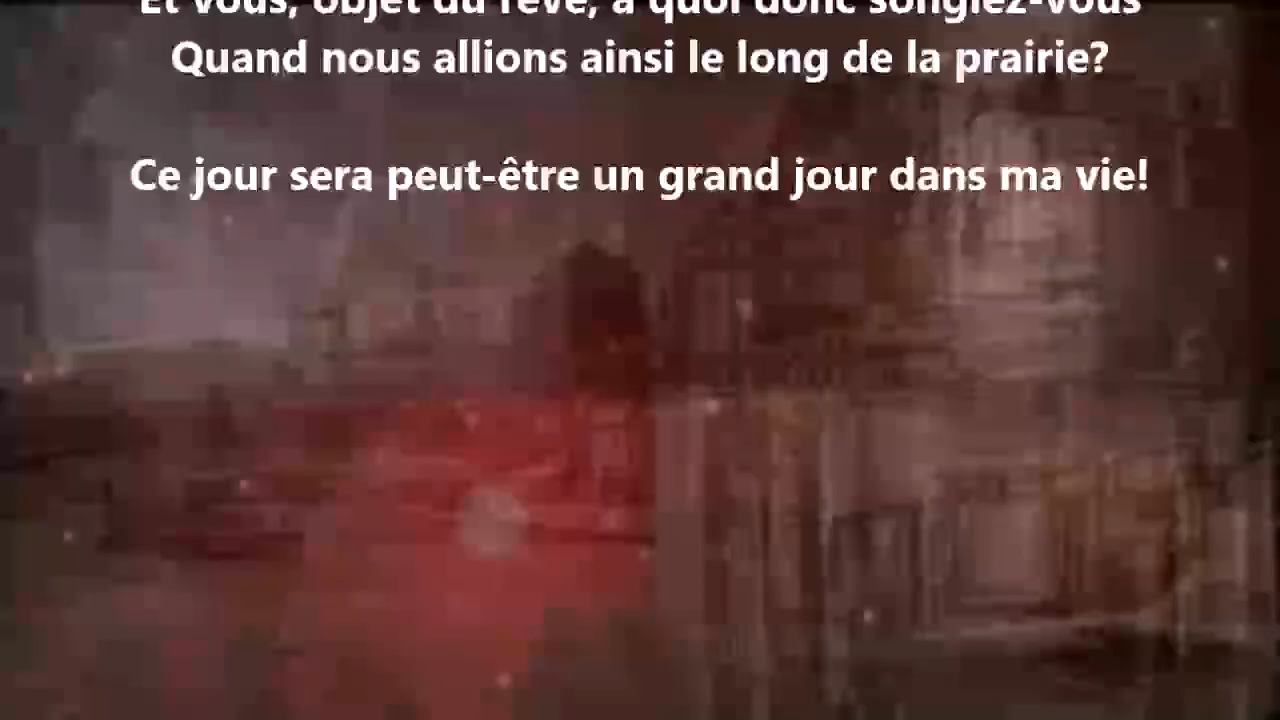 Et vous, objet du rêve, à quoi donc songiez-vous
Quand nous allions ainsi le long de la prairie?
Ce jour sera peut-être un grand jour dans ma vie!